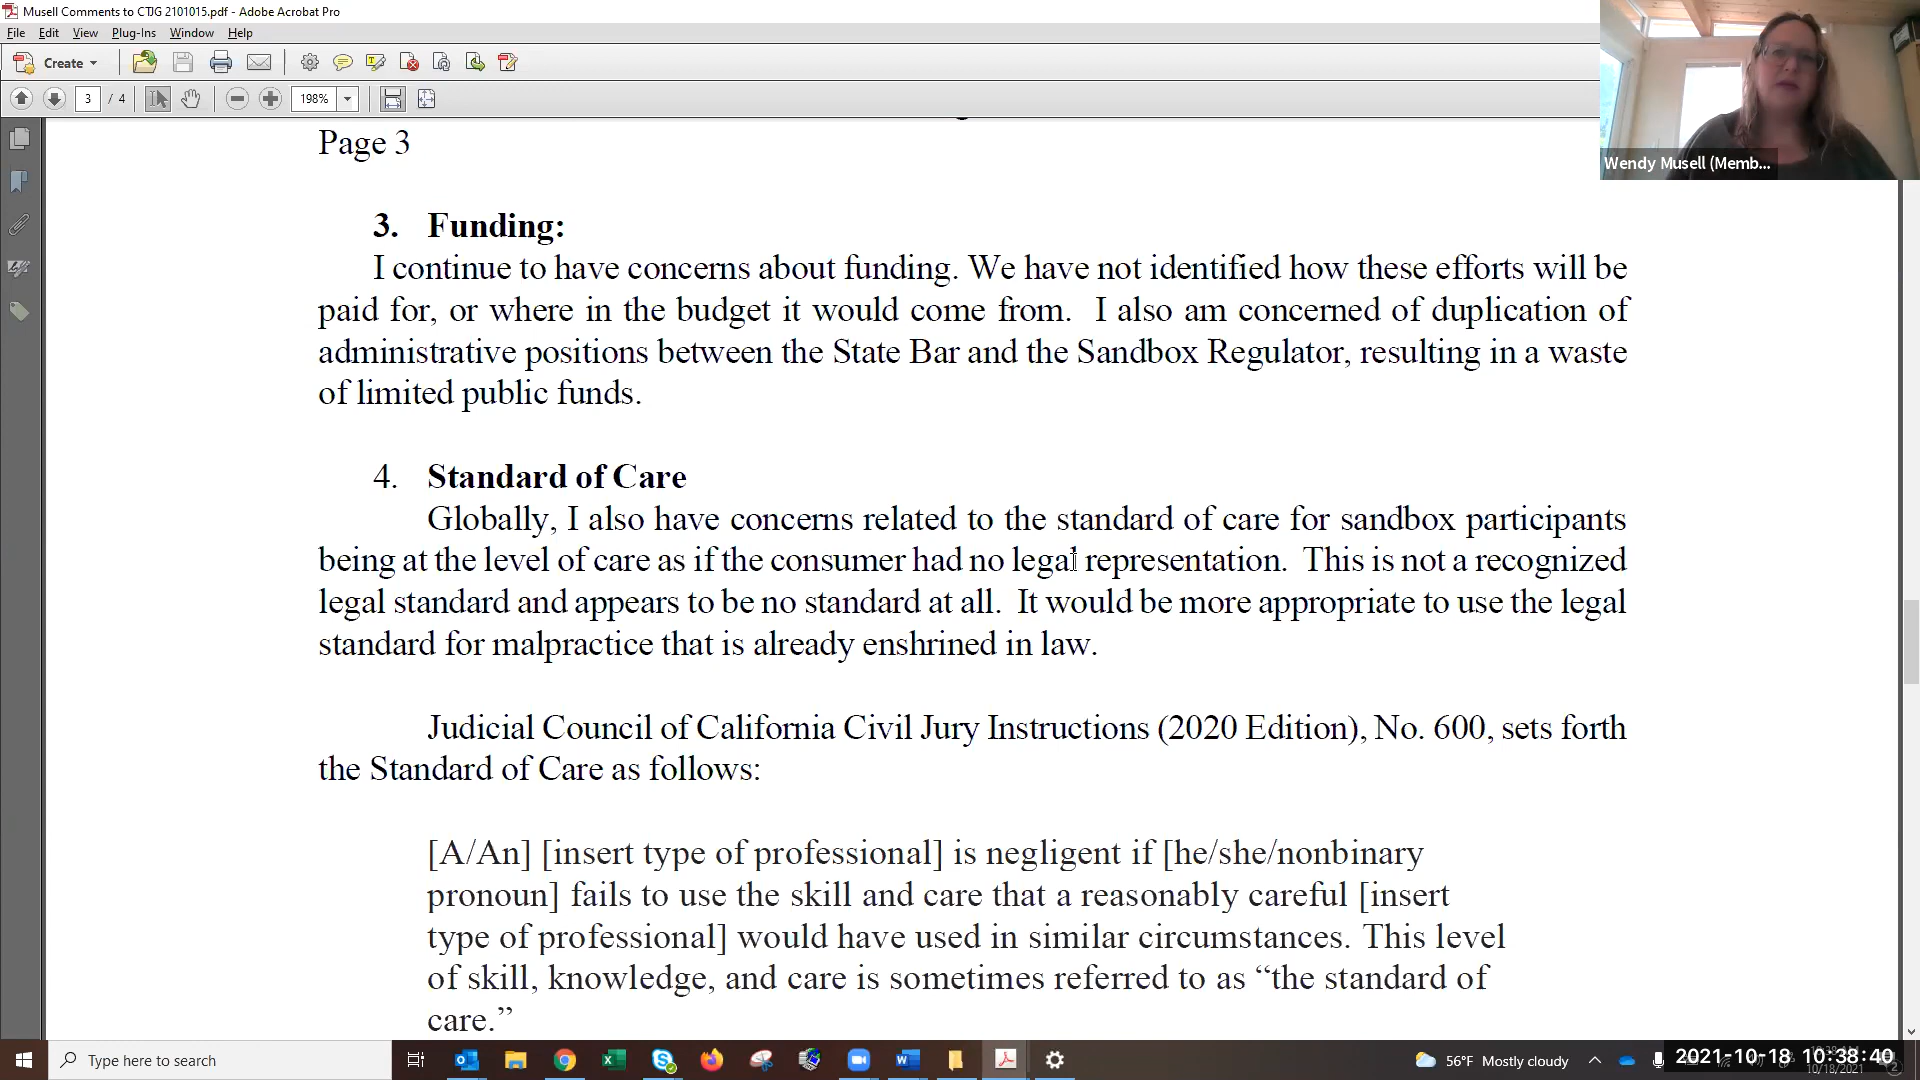 Musell Comments to CTJG 2101015.pdf - Adobe Acrobat Pro
File Edit View Plug-Ins Window Help
Create
3 / 4 198%
Wendy Musell (Memb...
Page 3
3. Funding:
I continue to have concerns about funding. We have not identified how these efforts will be
paid for, or where in the budget it would come from. I also am concerned of duplication of
administrative positions between the State Bar and the Sandbox Regulator, resulting in a waste
of limited public funds.
4. Standard of Care
Globally, I also have concerns related to the standard of care for sandbox participants
being at the level of care as if the consumer had no legal representation. This is not a recognized
legal standard and appears to be no standard at all. It would be more appropriate to use the legal
standard for malpractice that is already enshrined in law.
Judicial Council of California Civil Jury Instructions (2020 Edition), No. 600, sets forth
the Standard of Care as follows:
[A/An] [insert type of professional] is negligent if [he/she/nonbinary
pronoun] fails to use the skill and care that a reasonably careful [insert
type of professional] would have used in similar circumstances. This level
of skill, knowledge, and care is sometimes referred to as “the standard of
care.”
Type here to search
56°F Mostly cloudy
2021-10-18 10:38:40
10/18/2021